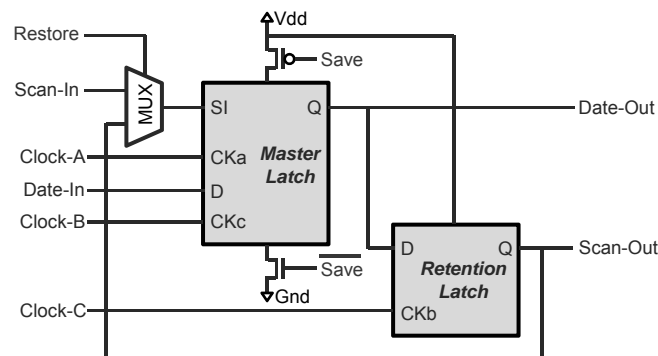 Vdd
Restore
Save
Scan-In
MUX
SI
Q
Date-Out
Master
Latch
Clock-A
CKa
Date-In
D
Clock-B
CKc
D
Q
Scan-Out
Save
Retention
Latch
Gnd
Clock-C
CKb